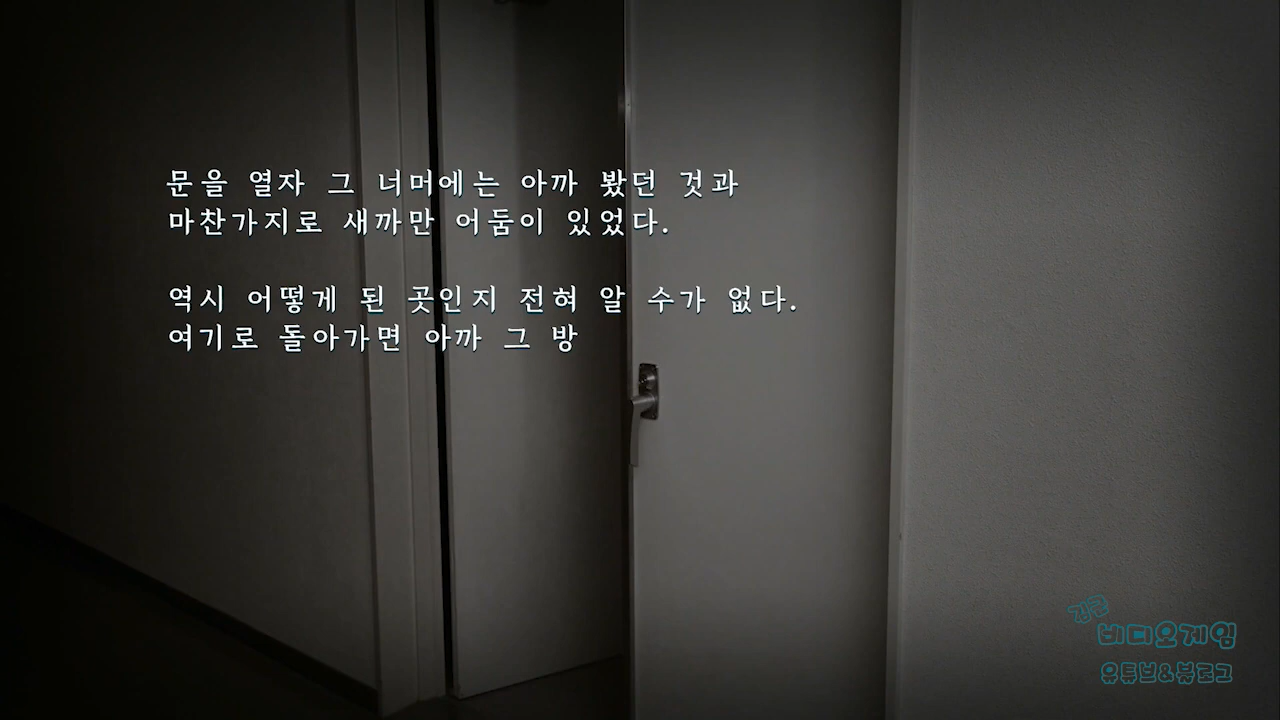 문을 열자 그 너머에는 아까 봤던 것과
마찬가지로 새까만 어둠이 있었다.
역시 어떻게 된 곳인지 전혀 알 수가 없다.
여기로 돌아가면 아까 그 방
비디오게임
유튜브&블로그